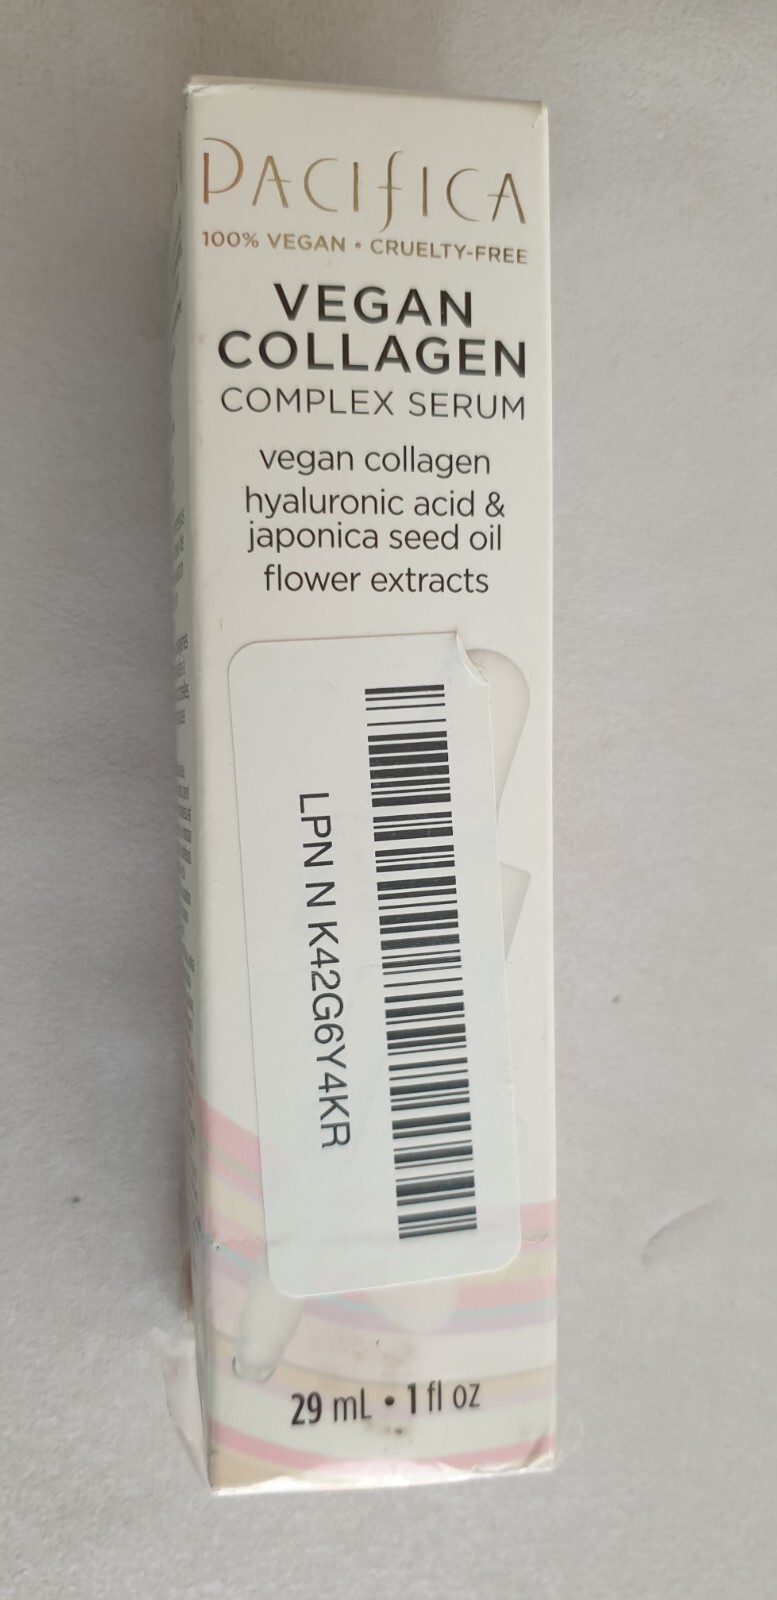 PACIFICA
100% VEGAN • CRUELTY-FREE
VEGAN
COLLAGEN
COMPLEX SERUM
vegan collagen
hyaluronic acid &
japonica seed oil
flower extracts
LPN N K42G6Y4KR
29 mL • 1 fl oz